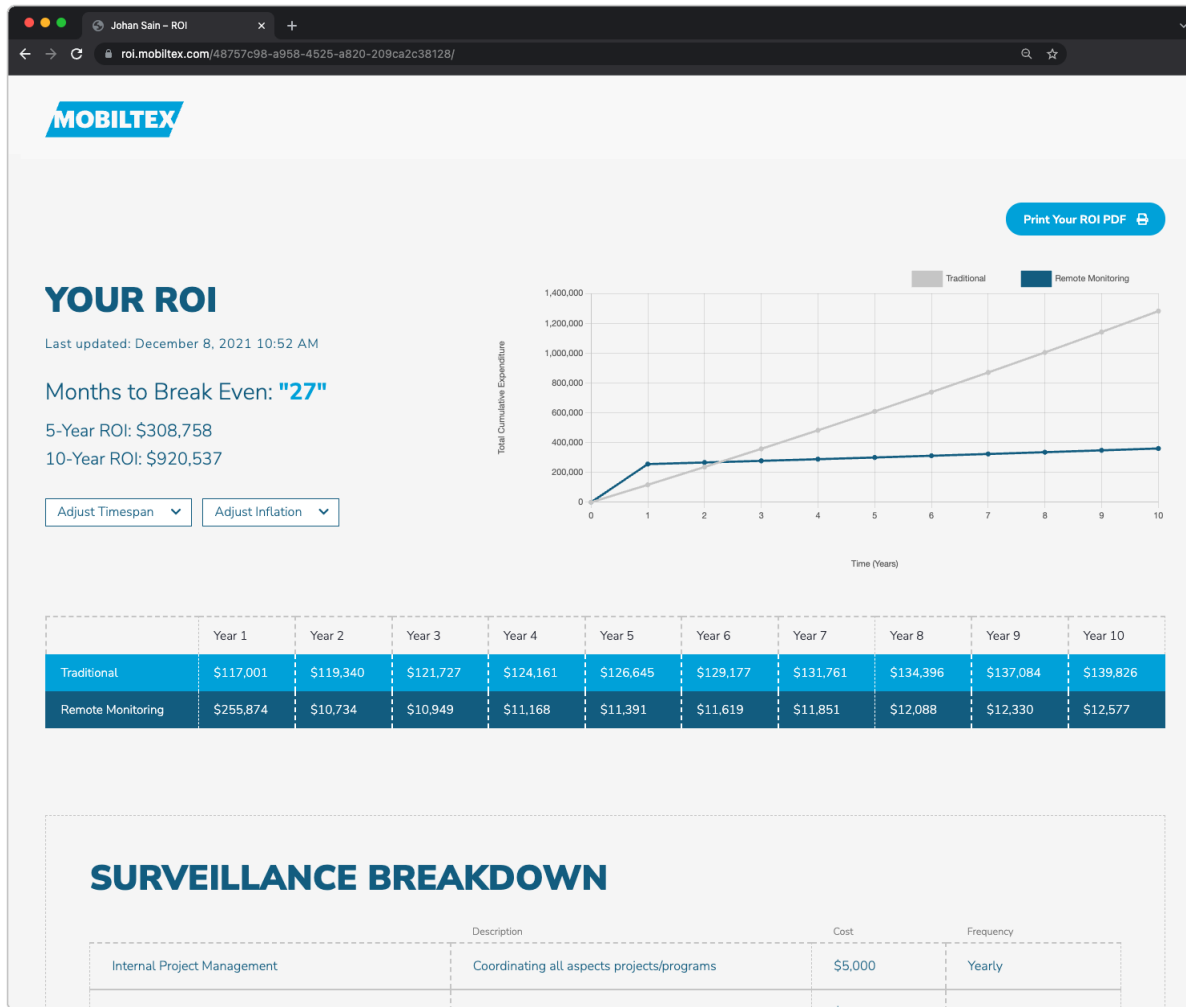 Johan Sain – ROI
roi.mobiltex.com/48757c98-a958-4525-a820-209ca2c38128/
MOBILTEX
Print Your ROI PDF
YOUR ROI
Last updated: December 8, 2021 10:52 AM
Months to Break Even: "27"
5-Year ROI: $308,758
10-Year ROI: $920,537
Adjust Timespan
Adjust Inflation
Traditional
Remote Monitoring
Total Cumulative Expenditure
1,400,000
1,200,000
1,000,000
800,000
600,000
400,000
200,000
0
0 1 2 3 4 5 6 7 8 9 10
Time (Years)
Year 1 Year 2 Year 3 Year 4 Year 5 Year 6 Year 7 Year 8 Year 9 Year 10
Traditional $117,001 $119,340 $121,727 $124,161 $126,645 $129,177 $131,761 $134,396 $137,084 $139,826
Remote Monitoring $255,874 $10,734 $10,949 $11,168 $11,391 $11,619 $11,851 $12,088 $12,330 $12,577
SURVEILLANCE BREAKDOWN
Description Cost Frequency
Internal Project Management Coordinating all aspects projects/programs $5,000 Yearly